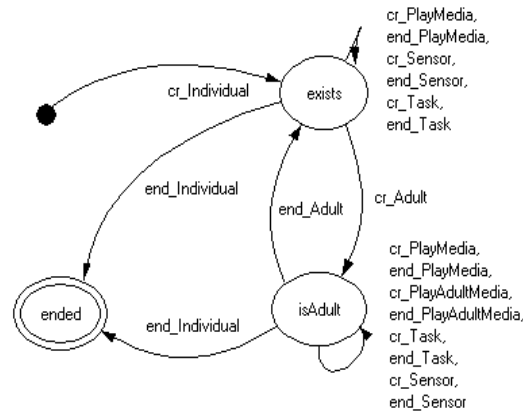 cr_PlayMedia,
end_PlayMedia,
cr_Sensor,
end_Sensor,
cr_Task,
end_Task
exists
cr_Individual
end_Individual
end_Adult
cr_Adult
cr_PlayMedia,
end_PlayMedia,
cr_PlayAdultMedia,
end_PlayAdultMedia,
cr_Task,
end_Task,
cr_Sensor,
end_Sensor
ended
isAdult
end_Individual